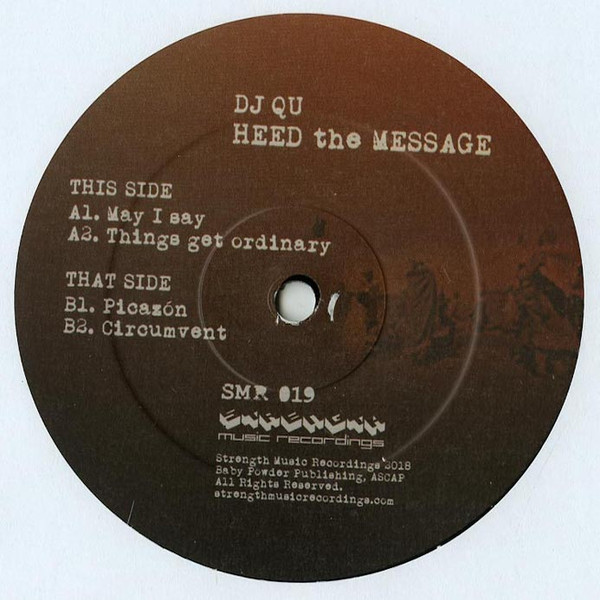 DJ QU
HEED the MESSAGE
THIS SIDE
A1. May I say
A2. Things get ordinary
THAT SIDE
B1. Picazón
B2. Circumvent
SMR 019
STRENGTH
music recordings
Strength Music Recordings 2018
Baby Powder Publishing, ASCAP
All Rights Reserved.
strengthmusicrecordings.com